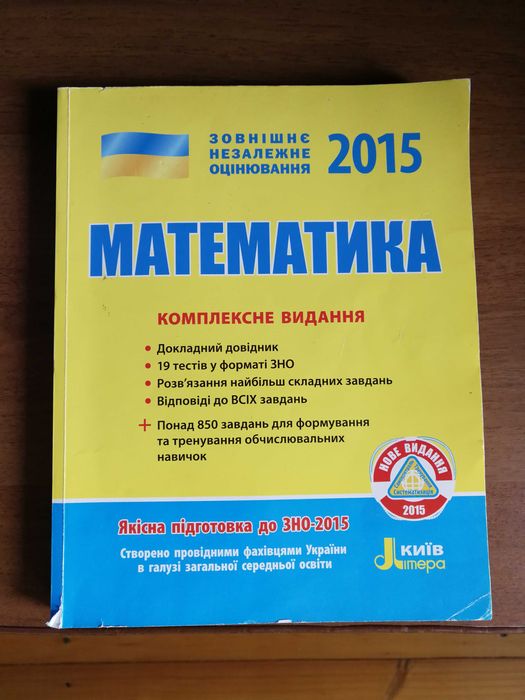 ЗОВНІШНЄ
НЕЗАЛЕЖНЕ
ОЦІНЮВАННЯ
2015
МАТЕМАТИКА
КОМПЛЕКСНЕ ВИДАННЯ
• Докладний довідник
• 19 тестів у форматі ЗНО
• Розв'язання найбільш складних завдань
• Відповіді до ВСІХ завдань
+ Понад 850 завдань для формування
та тренування обчислювальних
навичок
НОВЕ ВИДАННЯ
Систематизація
2015
Якісна підготовка до ЗНО-2015
Створено провідними фахівцями України
в галузі загальної середньої освіти
КИЇВ
Літера